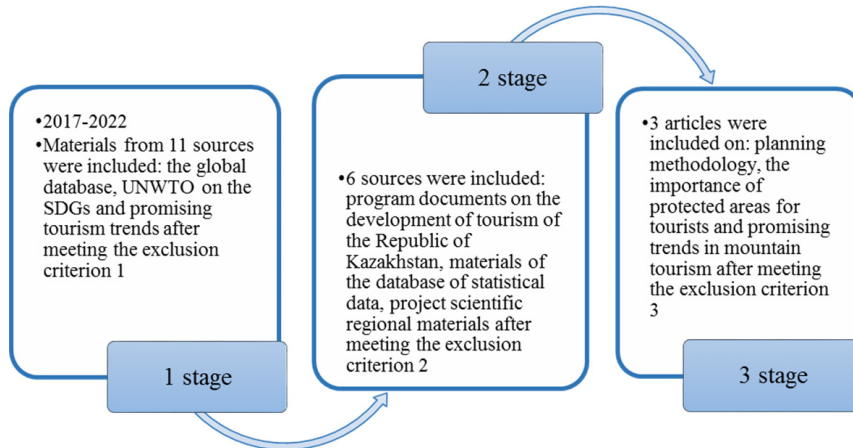 •2017-2022
•Materials from 11 sources
were included: the global
database, UNWTO on the
SDGs and promising
tourism trends after
meeting the exclusion
criterion 1
1 stage
2 stage
•6 sources were included:
program documents on the
development of tourism of
the Republic of
Kazakhstan, materials of
the database of statistical
data, project scientific
regional materials after
meeting the exclusion
criterion 2
•3 articles were
included on: planning
methodology, the
importance of
protected areas for
tourists and promising
trends in mountain
tourism after meeting
the exclusion criterion
3
3 stage